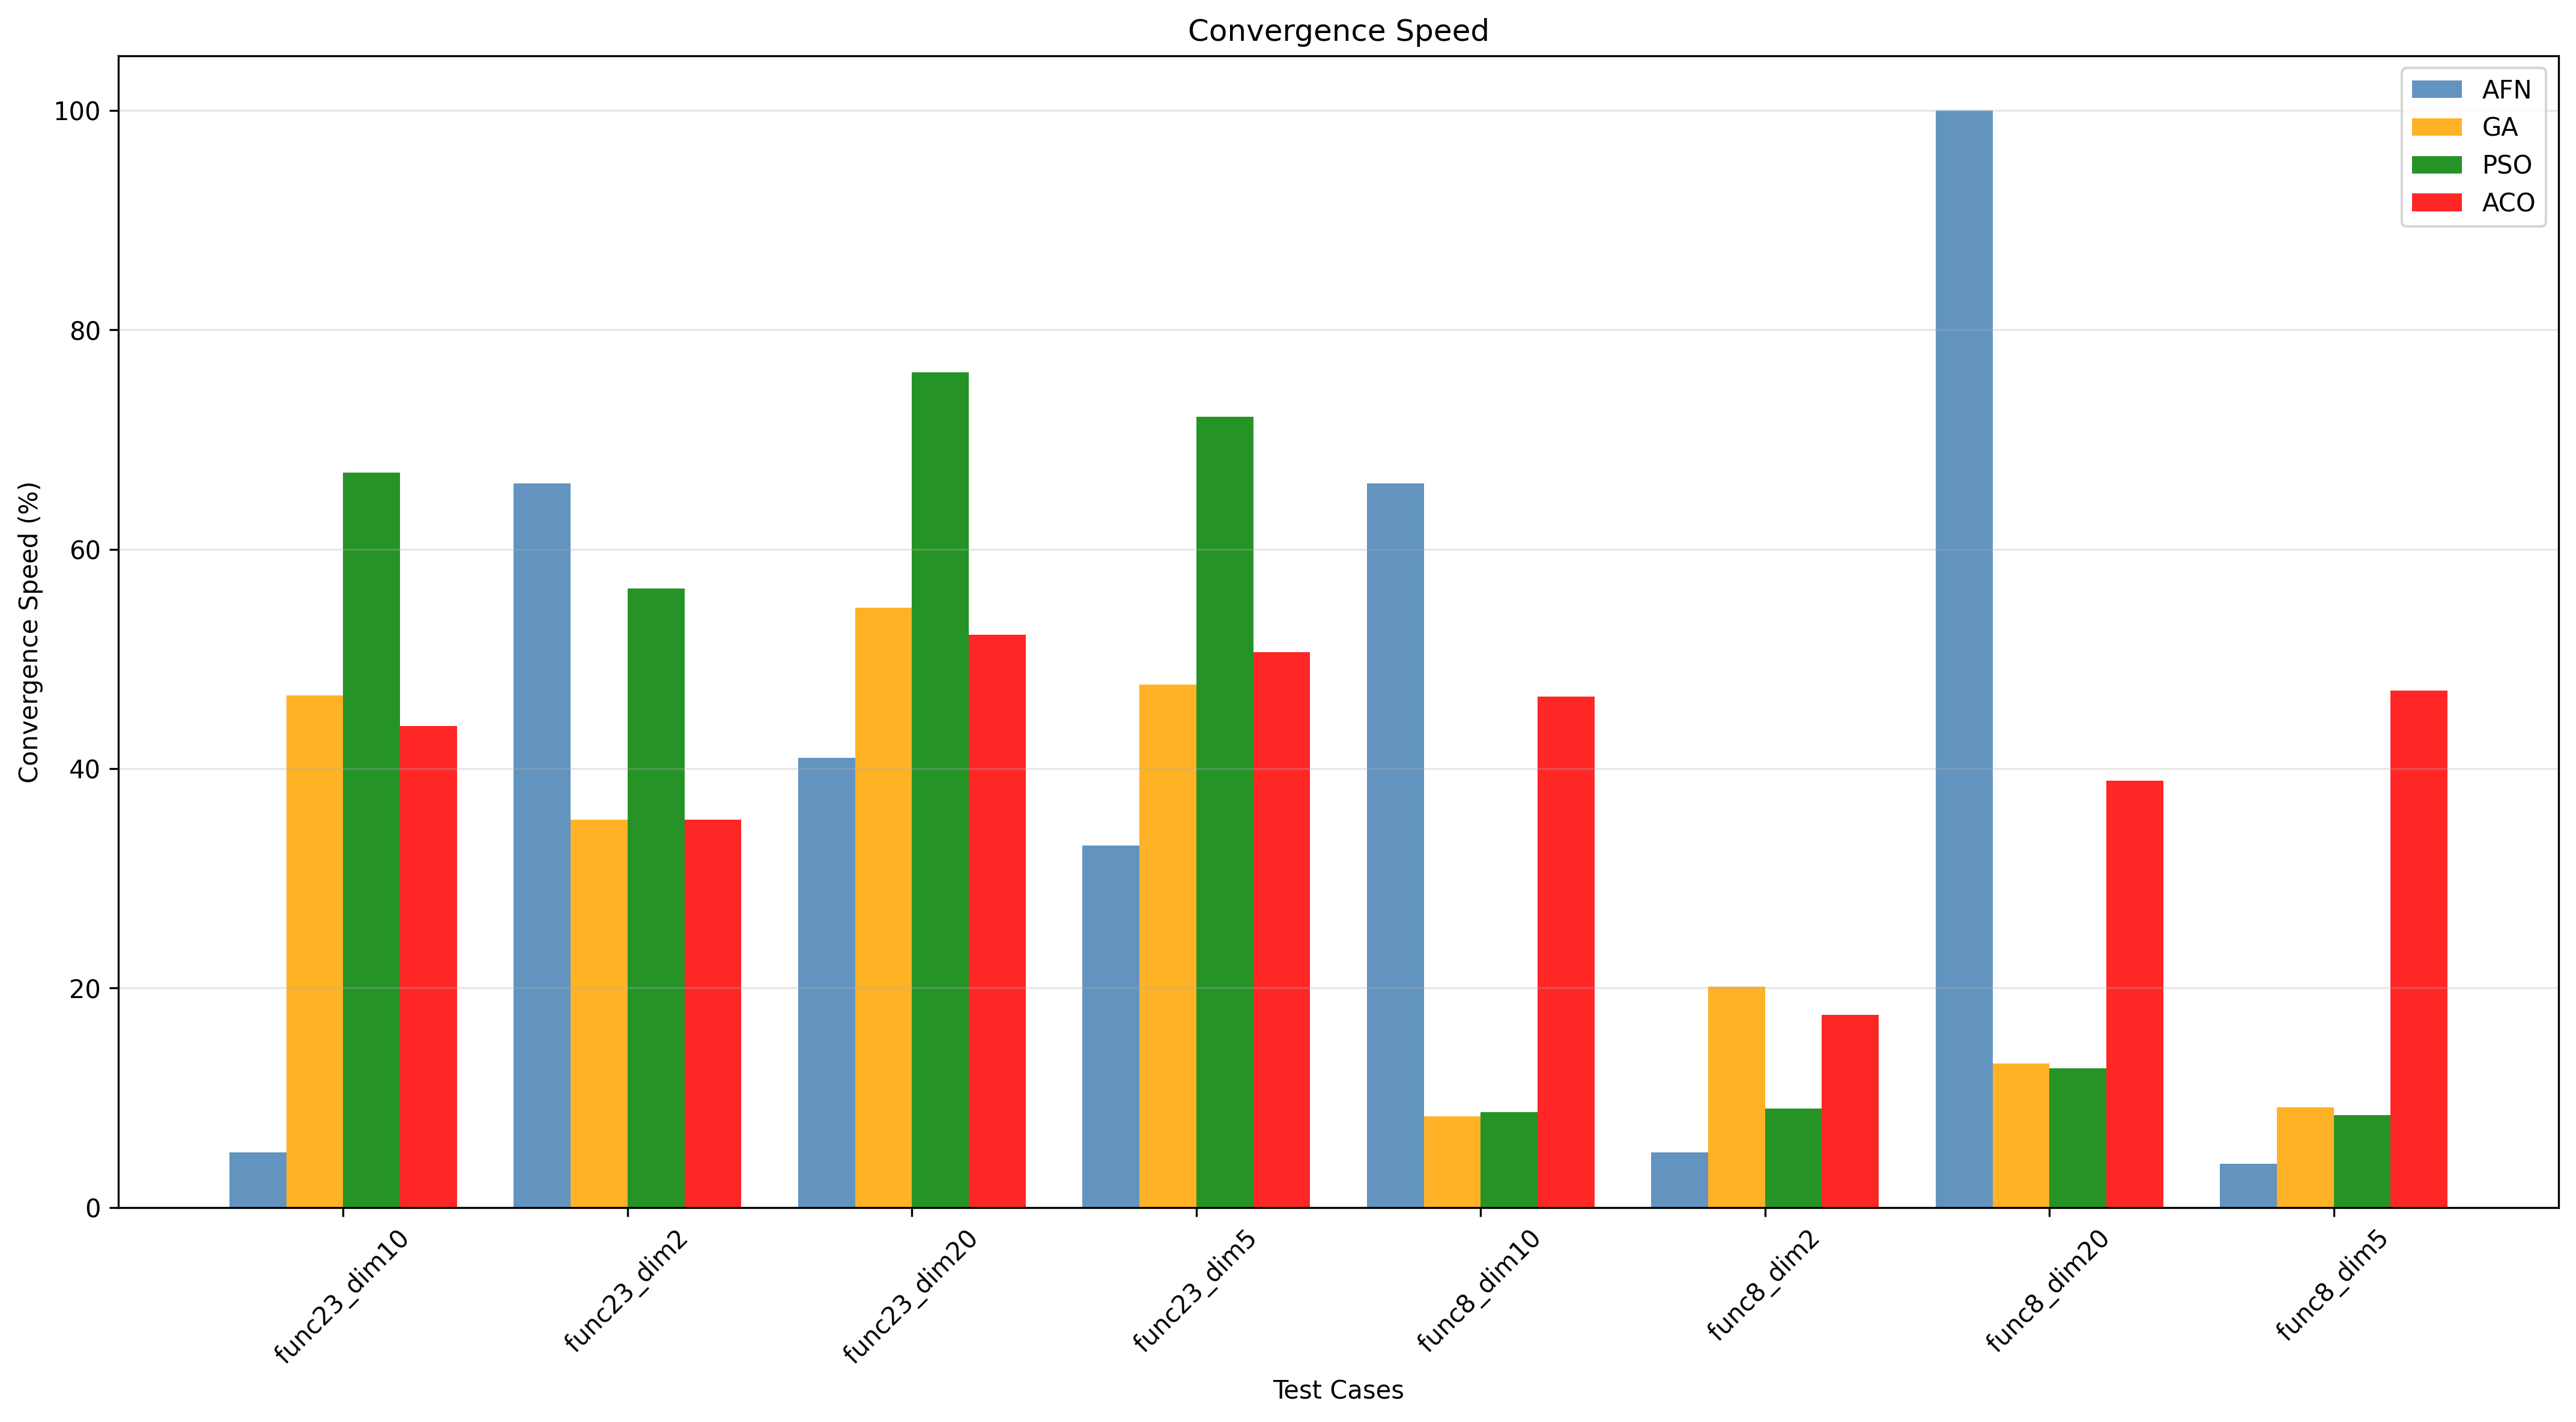 Convergence Speed
AFN
GA
PSO
ACO
Convergence Speed (%)
100
80
60
40
20
0
func23_dim10
func23_dim2
func23_dim20
func23_dim5
func8_dim10
func8_dim2
func8_dim20
func8_dim5
Test Cases